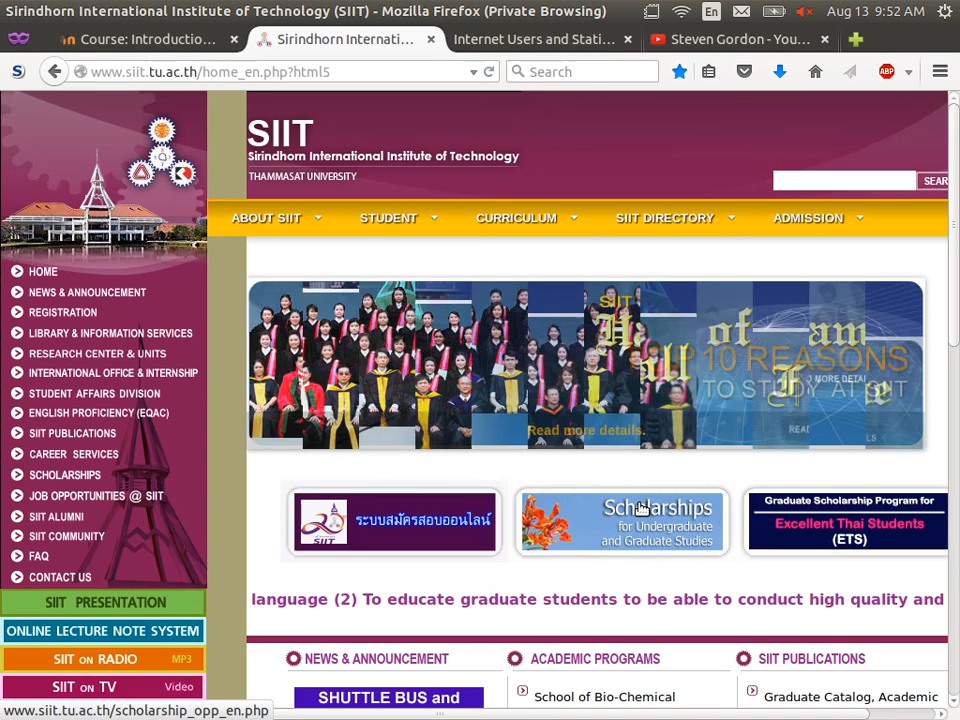 Sirindhorn International Institute of Technology (SIIT) - Mozilla Firefox (Private Browsing)
En
Aug 13 9:52 AM
Course: Introductio...
Sirindhorn Internati...
Internet Users and Stati...
Steven Gordon - You...
www.siit.tu.ac.th/home_en.php?html5
Search
ABP
SIIT
Sirindhorn International Institute of Technology
THAMMASAT UNIVERSITY
SEAR
ABOUT SIIT
STUDENT
CURRICULUM
SIIT DIRECTORY
ADMISSION
HOME
NEWS & ANNOUNCEMENT
REGISTRATION
LIBRARY & INFORMATION SERVICES
RESEARCH CENTER & UNITS
INTERNATIONAL OFFICE & INTERNSHIP
STUDENT AFFAIRS DIVISION
ENGLISH PROFICIENCY (EQAC)
SIIT PUBLICATIONS
CAREER SERVICES
SCHOLARSHIPS
JOB OPPORTUNITIES @ SIIT
SIIT ALUMNI
SIIT COMMUNITY
FAQ
CONTACT US
SIIT PRESENTATION
ONLINE LECTURE NOTE SYSTEM
SIIT ON RADIO MP3
SIIT ON TV Video
SIIT
10 REASONS
TO STUDY AT SIIT
Read more details.
SIIT
ระบบสมัครสอบออนไลน์
Scholarships
for Undergraduate
and Graduate Studies
Graduate Scholarship Program for
Excellent Thai Students
(ETS)
language (2) To educate graduate students to be able to conduct high quality and
NEWS & ANNOUNCEMENT
SHUTTLE BUS and
ACADEMIC PROGRAMS
School of Bio-Chemical
SIIT PUBLICATIONS
Graduate Catalog, Academic
www.siit.tu.ac.th/scholarship_opp_en.php